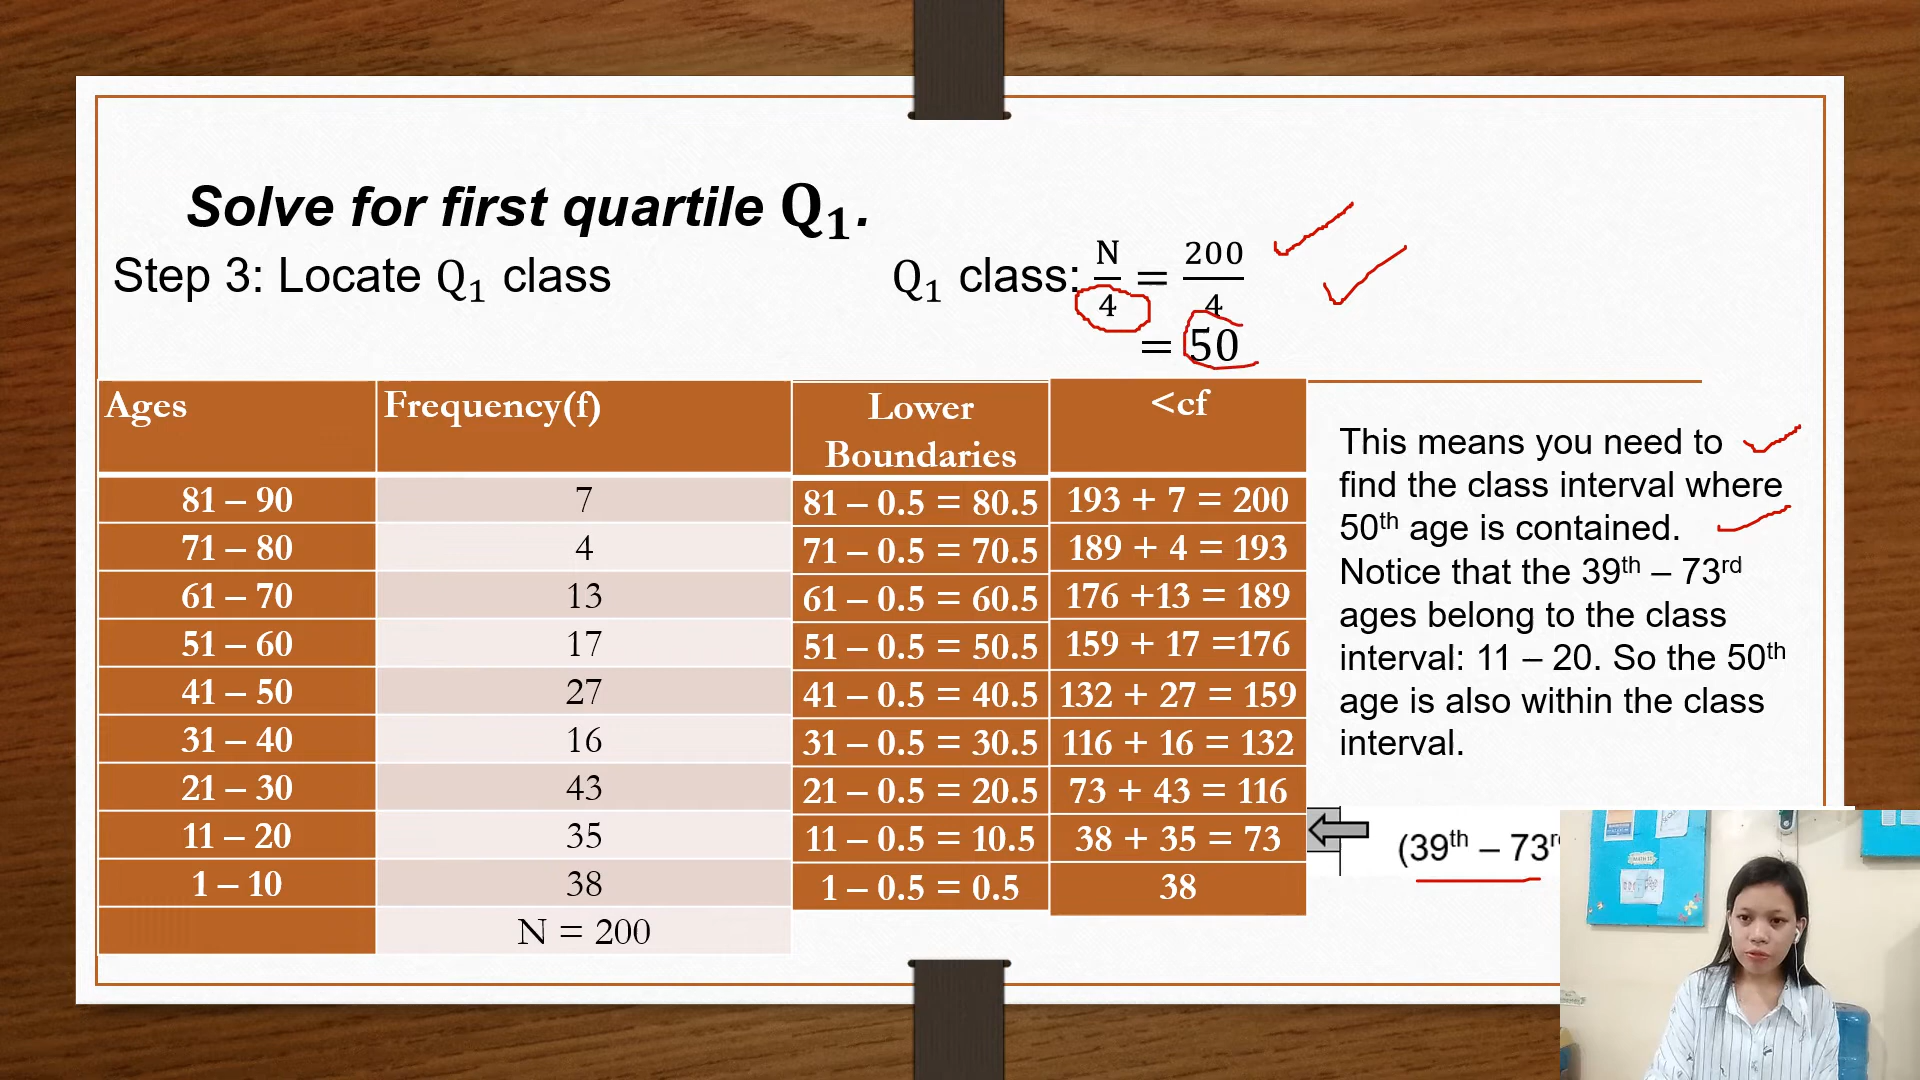 Solve for first quartile Q₁.
Step 3: Locate Q₁ class
Q₁ class: N/4 = 200/4
= 50
Ages Frequency(f) Lower Boundaries <cf
81 – 90 7 81 – 0.5 = 80.5 193 + 7 = 200
71 – 80 4 71 – 0.5 = 70.5 189 + 4 = 193
61 – 70 13 61 – 0.5 = 60.5 176 +13 = 189
51 – 60 17 51 – 0.5 = 50.5 159 + 17 =176
41 – 50 27 41 – 0.5 = 40.5 132 + 27 = 159
31 – 40 16 31 – 0.5 = 30.5 116 + 16 = 132
21 – 30 43 21 – 0.5 = 20.5 73 + 43 = 116
11 – 20 35 11 – 0.5 = 10.5 38 + 35 = 73
1 – 10 38 1 – 0.5 = 0.5 38
N = 200
This means you need to
find the class interval where
50th age is contained.
Notice that the 39th – 73rd
ages belong to the class
interval: 11 – 20. So the 50th
age is also within the class
interval.
(39th – 73r